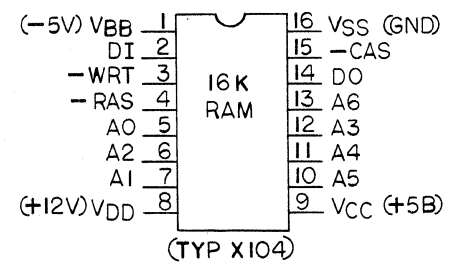 (-5V) VBB 1 16 VSS (GND)
DI 2 15 -CAS
-WRT 3 14 DO
-RAS 4 13 A6
A0 5 12 A3
A2 6 11 A4
A1 7 10 A5
(+12V) VDD 8 9 VCC (+5B)
16K
RAM
(TYP X104)